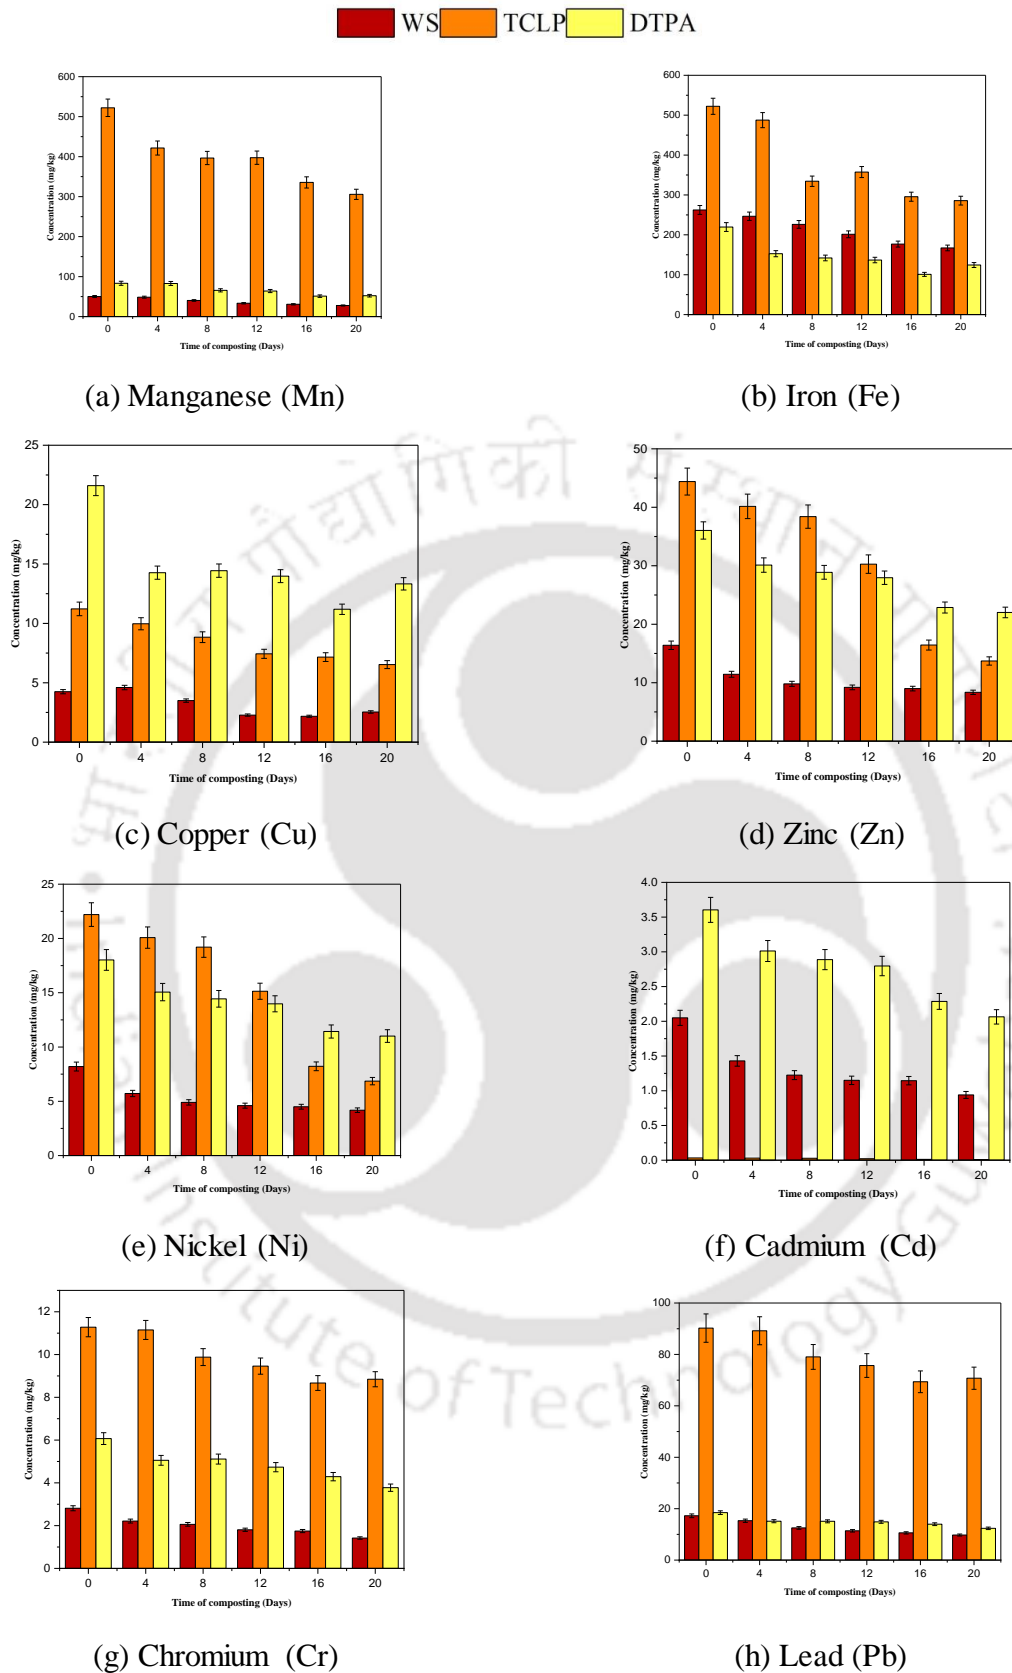 WS TCLP DTPA
600
500
400
300
200
100
0
Concentration (mg/kg)
0 4 8 12 16 20
Time of composting (Days)
(a) Manganese (Mn)
600
500
400
300
200
100
0
Concentration (mg/kg)
0 4 8 12 16 20
Time of composting (Days)
(b) Iron (Fe)
25
20
15
10
5
0
Concentration (mg/kg)
0 4 8 12 16 20
Time of composting (Days)
(c) Copper (Cu)
50
40
30
20
10
0
Concentration (mg/kg)
0 4 8 12 16 20
Time of composting (Days)
(d) Zinc (Zn)
25
20
15
10
5
0
Concentration (mg/kg)
0 4 8 12 16 20
Time of composting (Days)
(e) Nickel (Ni)
4.0
3.5
3.0
2.5
2.0
1.5
1.0
0.5
0.0
Concentration (mg/kg)
0 4 8 12 16 20
Time of composting (Days)
(f) Cadmium (Cd)
12
10
8
6
4
2
0
Concentration (mg/kg)
0 4 8 12 16 20
Time of composting (Days)
(g) Chromium (Cr)
100
80
60
40
20
0
Concentration (mg/kg)
0 4 8 12 16 20
Time of composting (Days)
(h) Lead (Pb)
Institute of Technology